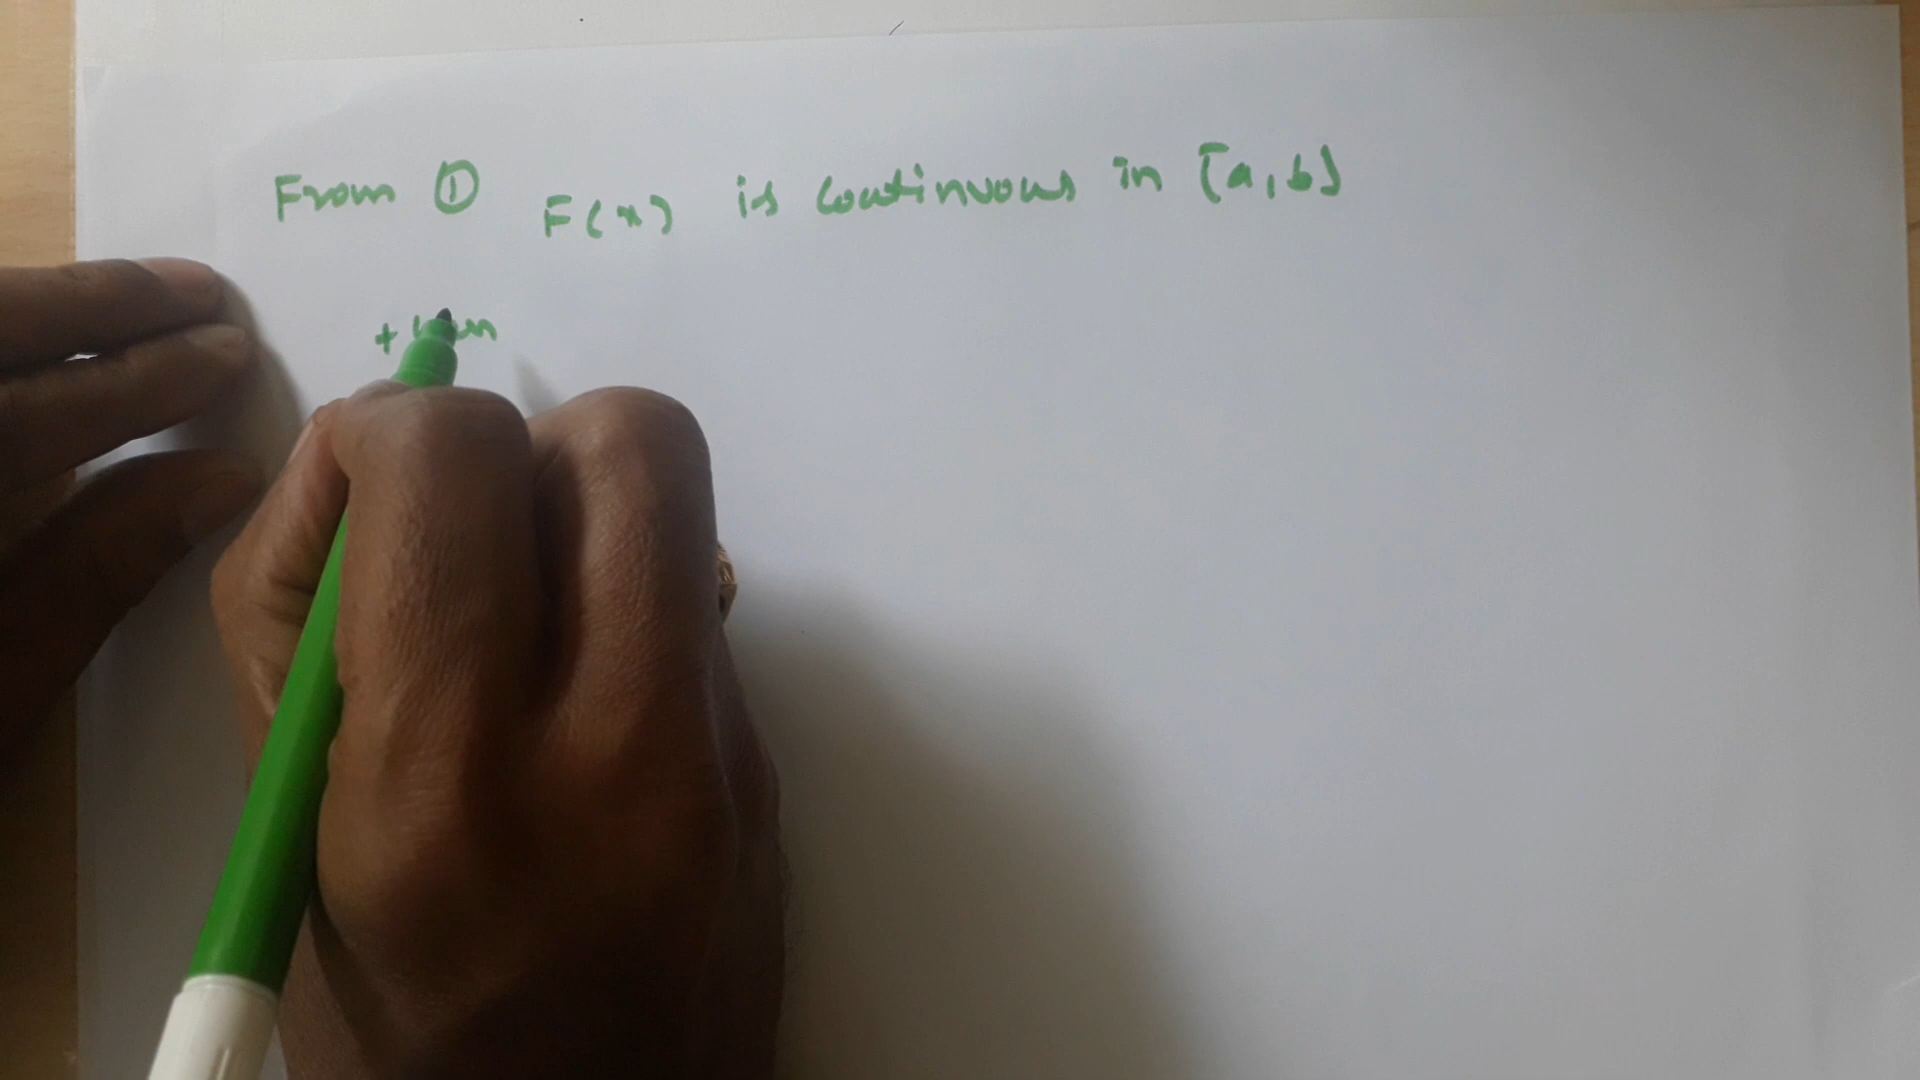 From ① F(x) is continuous in [a,b]